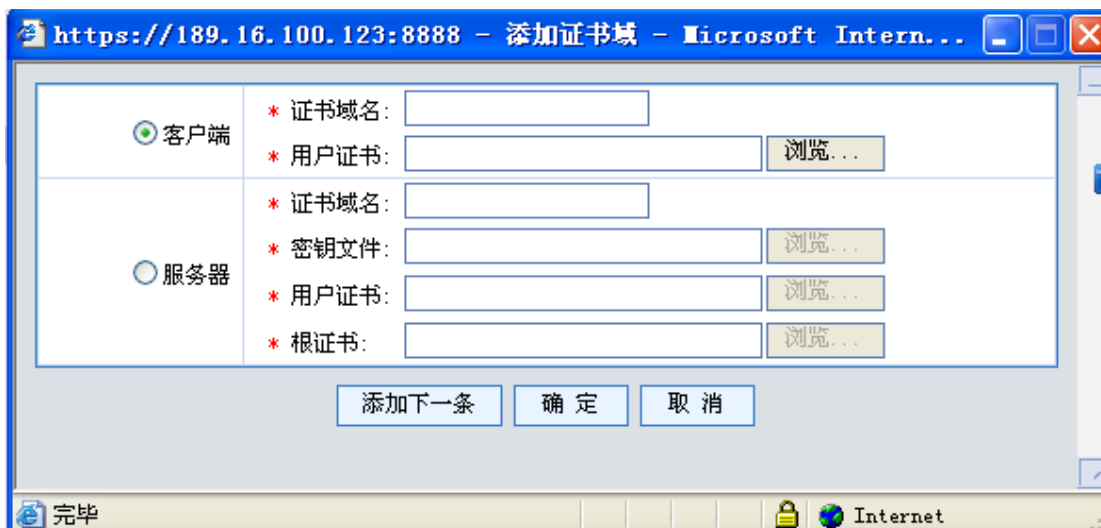 https://189.16.100.123:8888 - 添加证书域 - Microsoft Intern...
* 证书域名:
客户端
* 用户证书: 浏览...
* 证书域名:
* 密钥文件: 浏览...
服务器
* 用户证书: 浏览...
* 根证书: 浏览...
添加下一条 确 定 取 消
完毕 Internet